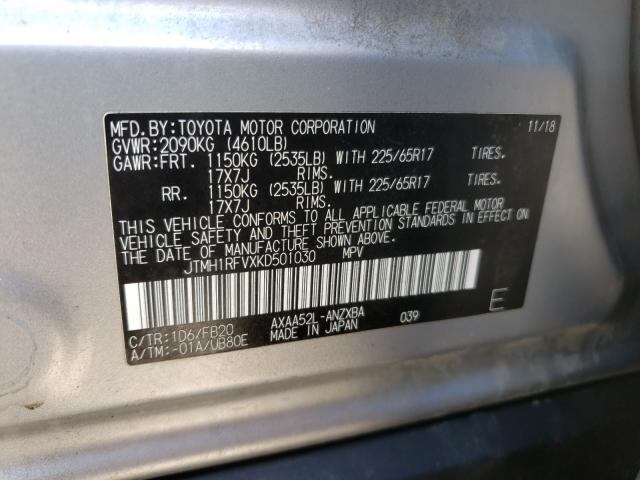 MFD.BY:TOYOTA MOTOR CORPORATION 11/18
GVWR:2090KG (4610LB)
GAWR:FRT. 1150KG (2535LB) WITH 225/65R17 TIRES.
17X7J RIMS.
RR. 1150KG (2535LB) WITH 225/65R17 TIRES.
17X7J RIMS.
THIS VEHICLE CONFORMS TO ALL APPLICABLE FEDERAL MOTOR
VEHICLE SAFETY AND THEFT PREVENTION STANDARDS IN EFFECT ON
THE DATE OF MANUFACTURE SHOWN ABOVE.
JTMH1RFVXKD501030 MPV
E
C/TR:1D6/FB20 AXAA52L-ANZXBA 039
A/TM:-01A/UB80E MADE IN JAPAN